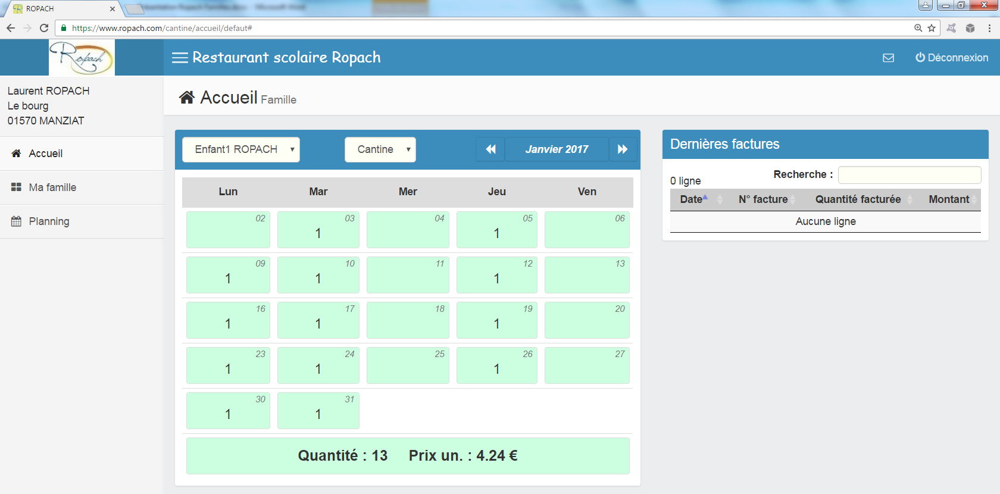 ROPACH
https://www.ropach.com/cantine/accueil/defaut#
Ropach
Restaurant scolaire Ropach
Déconnexion
Laurent ROPACH
Le bourg
01570 MANZIAT
Accueil
Ma famille
Planning
Accueil Famille
Enfant1 ROPACH
Cantine
Janvier 2017
Lun Mar Mer Jeu Ven
02 03 04 05 06
1 1
09 10 11 12 13
1 1 1
16 17 18 19 20
1 1 1
23 24 25 26 27
1 1 1
30 31
1 1
Quantité : 13 Prix un. : 4.24 €
Dernières factures
Recherche :
0 ligne
Date N° facture Quantité facturée Montant
Aucune ligne